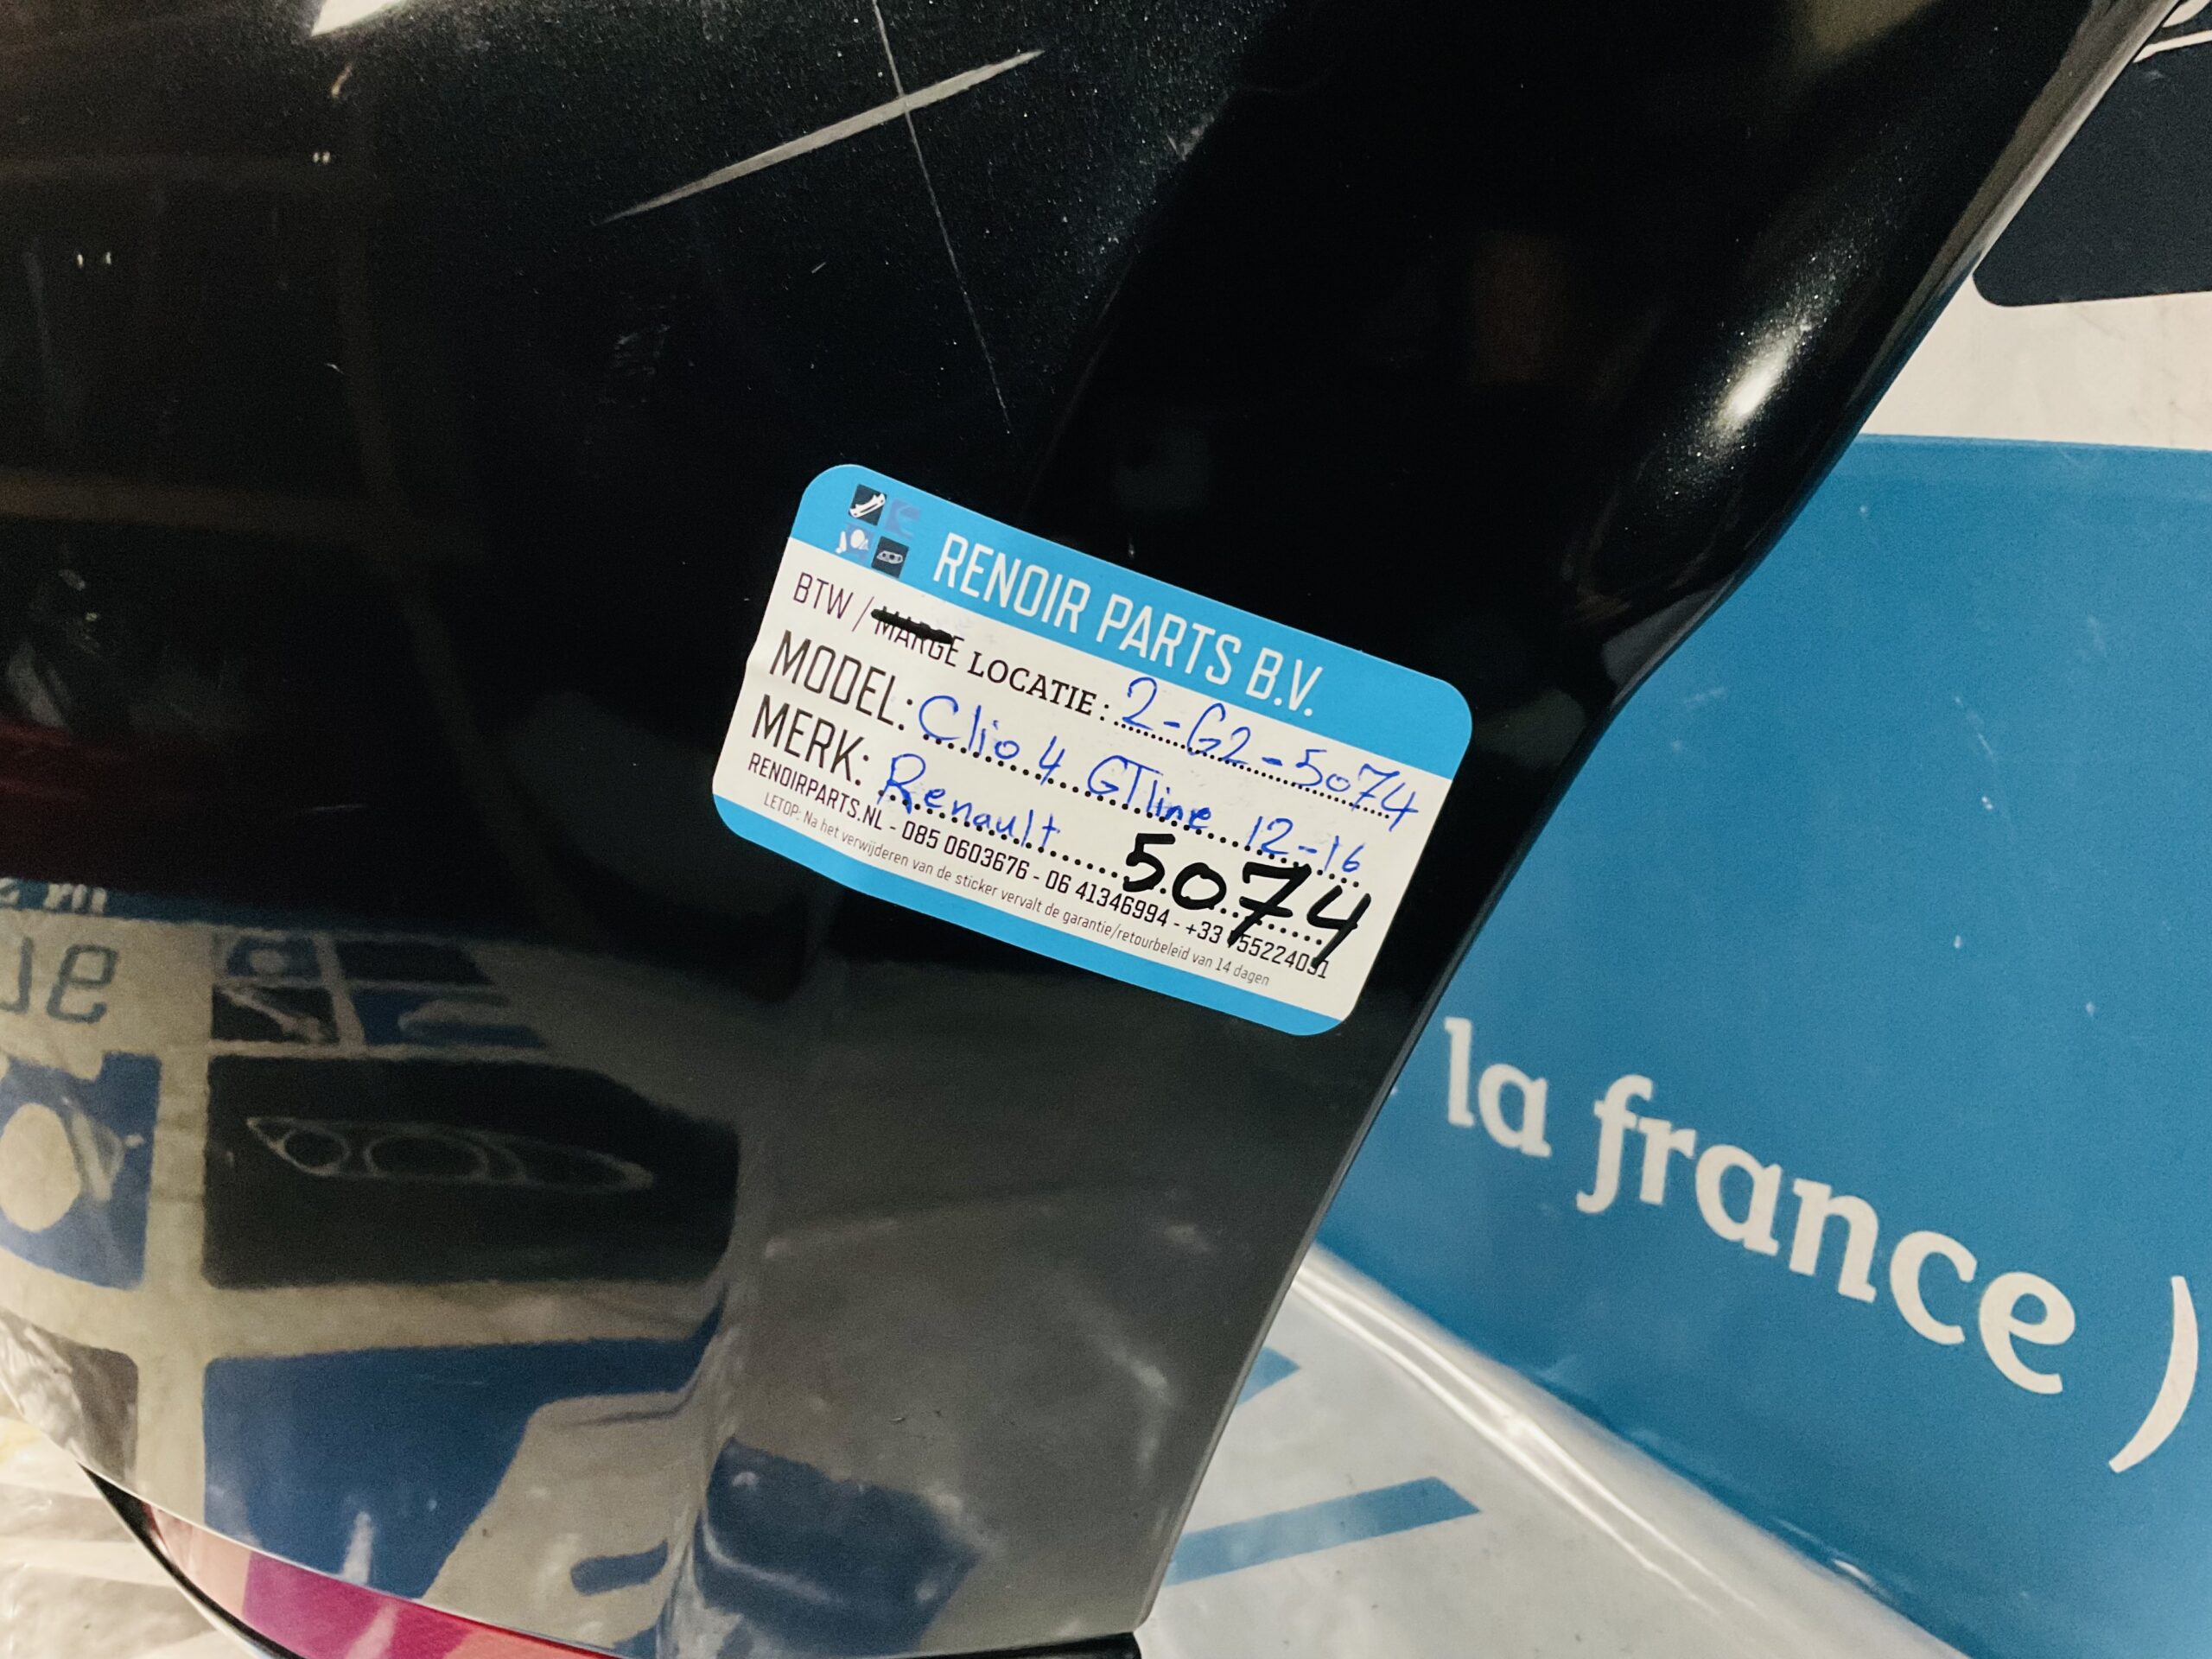 RENOIR PARTS B.V.
BTW / MARGE LOCATIE: 2-G2-5074
MODEL: Clio 4 GTline 12-16
MERK: Renault 5074
RENOIRPARTS.NL - 085 0603676 - 06 41346994 - +33
LETOP: Na het verwijderen van de sticker vervalt de garantie/retourbeleid van 14 dagen
la france )